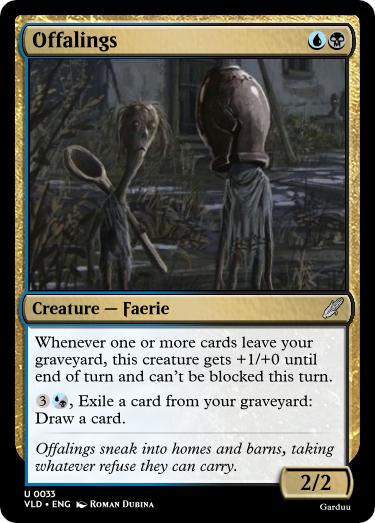 Offalings
Creature — Faerie
Whenever one or more cards leave your
graveyard, this creature gets +1/+0 until
end of turn and can't be blocked this turn.
3, Exile a card from your graveyard:
Draw a card.
Offalings sneak into homes and barns, taking
whatever refuse they can carry.
2/2
U 0033
VLD • ENG Roman Dubina
Garduu